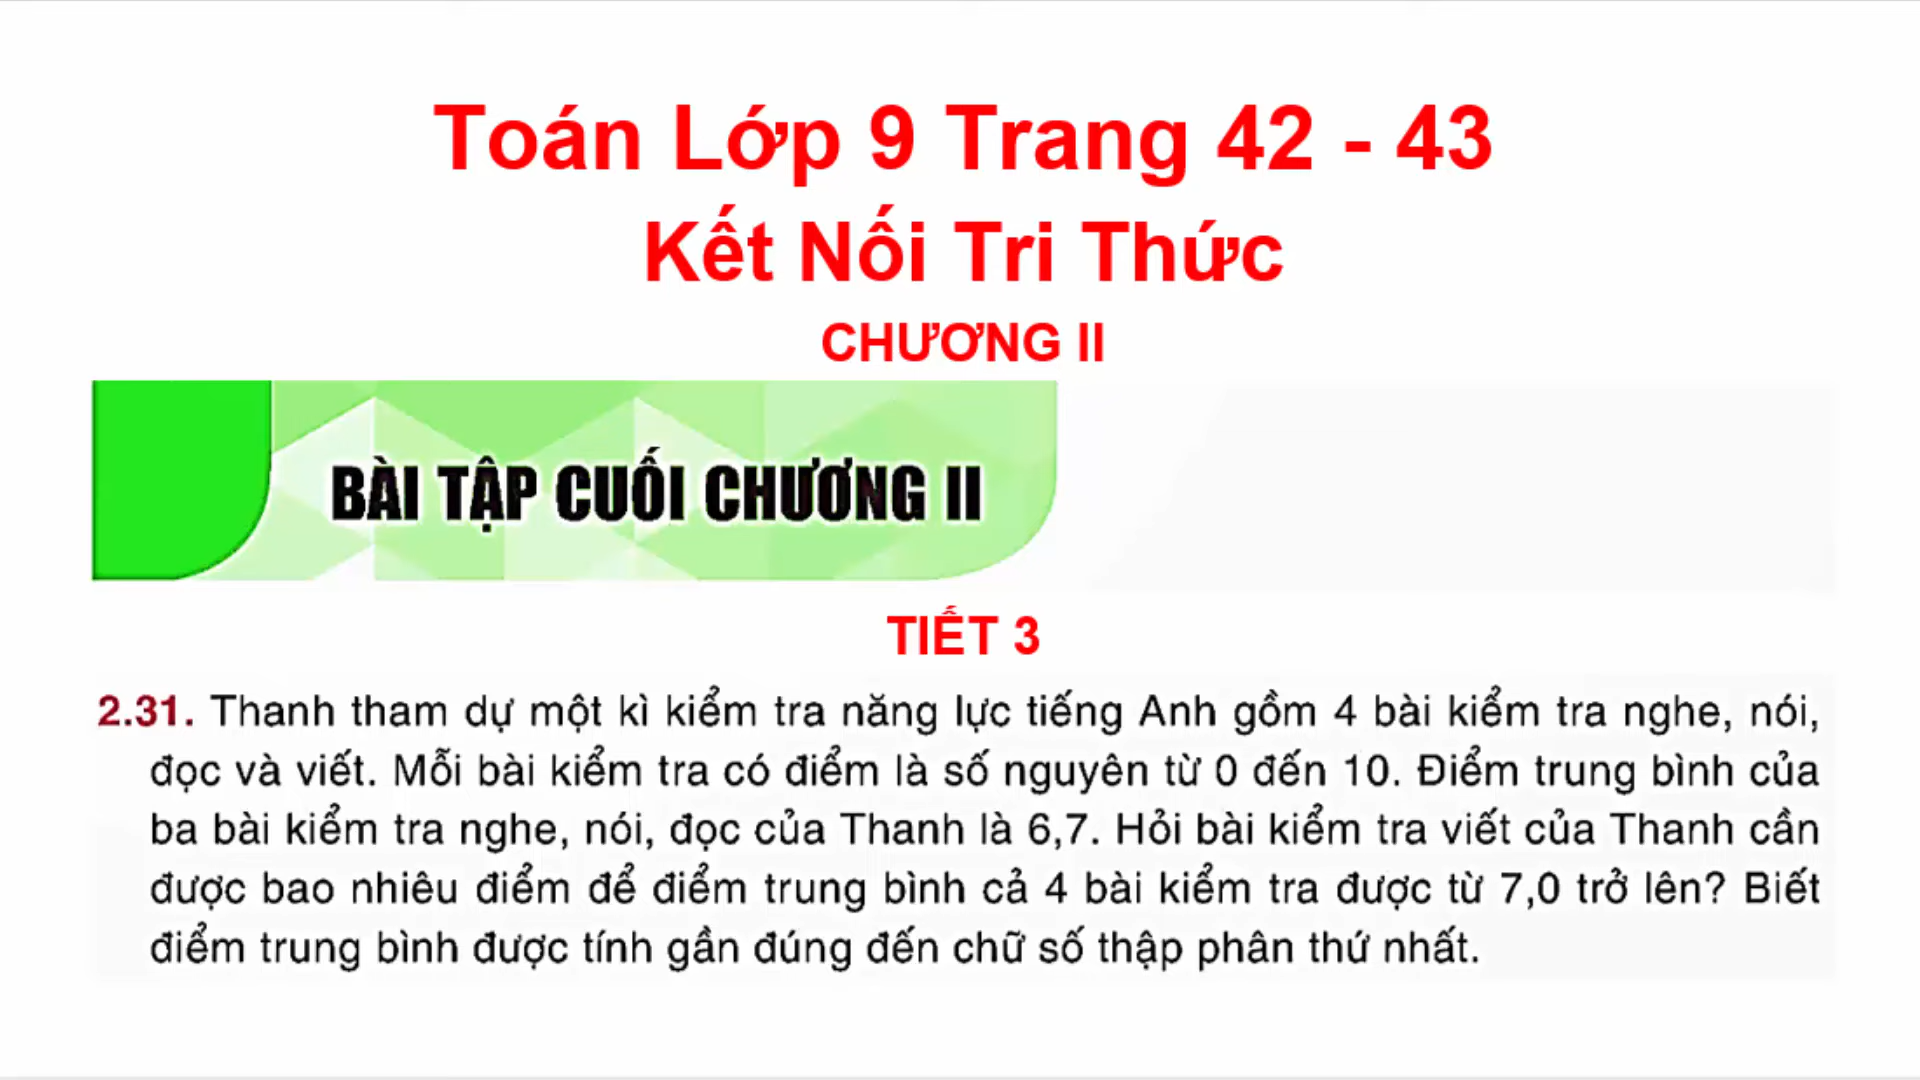 Toán Lớp 9 Trang 42 - 43
Kết Nối Tri Thức
CHƯƠNG II
BÀI TẬP CUỐI CHƯƠNG II
TIẾT 3
2.31. Thanh tham dự một kì kiểm tra năng lực tiếng Anh gồm 4 bài kiểm tra nghe, nói,
đọc và viết. Mỗi bài kiểm tra có điểm là số nguyên từ 0 đến 10. Điểm trung bình của
ba bài kiểm tra nghe, nói, đọc của Thanh là 6,7. Hỏi bài kiểm tra viết của Thanh cần
được bao nhiêu điểm để điểm trung bình cả 4 bài kiểm tra được từ 7,0 trở lên? Biết
điểm trung bình được tính gần đúng đến chữ số thập phân thứ nhất.